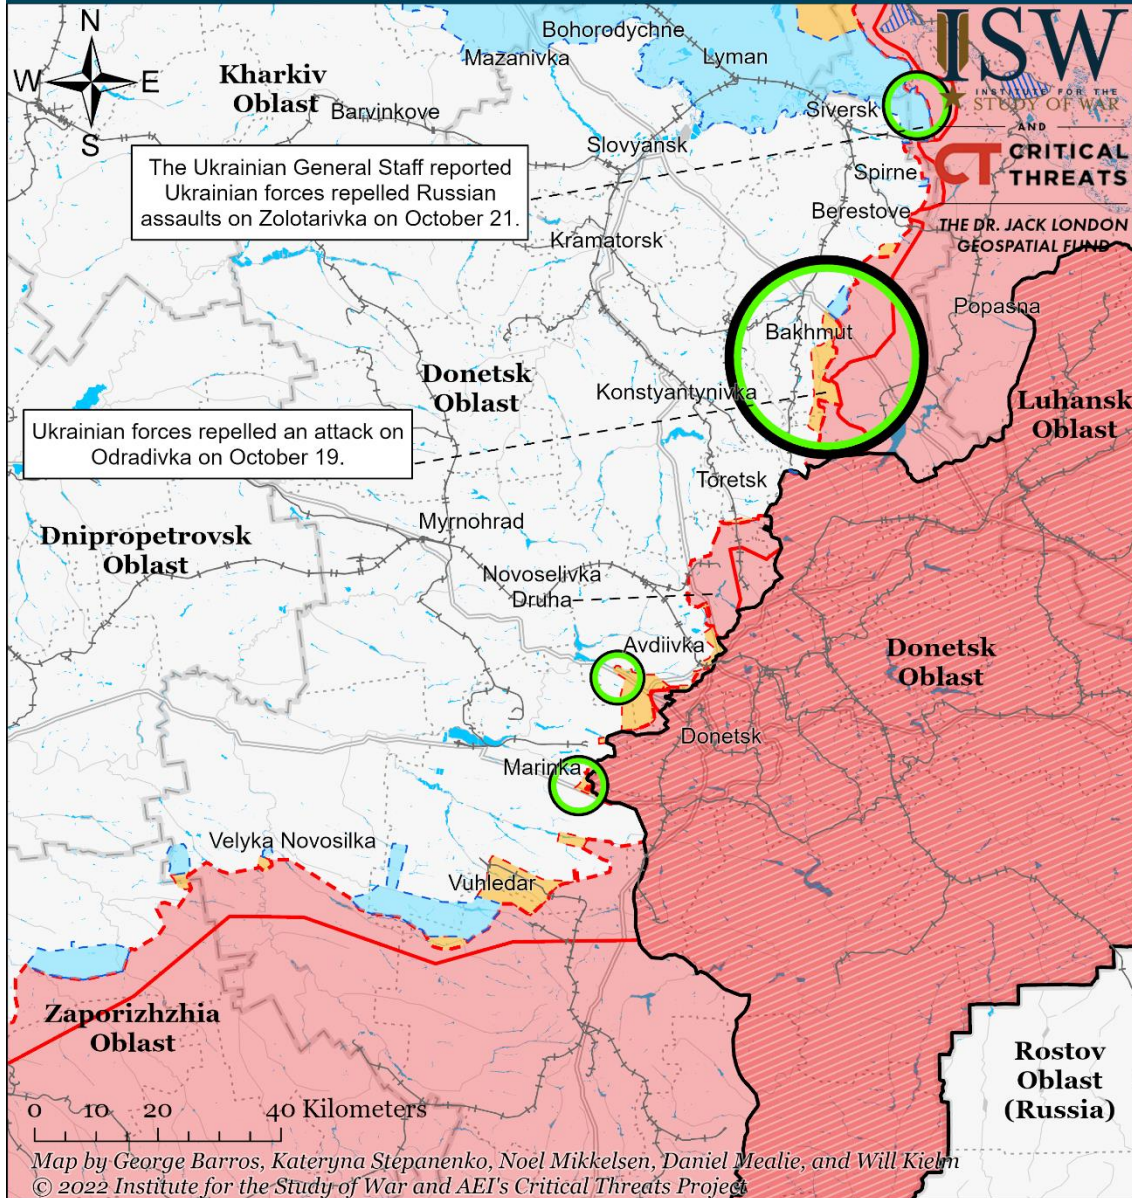 N
W E
S
ISW
INSTITUTE FOR THE
STUDY OF WAR
AND
CT CRITICAL
THREATS
THE DR. JACK LONDON
GEOSPATIAL FUND
Bohorodychne
Mazanivka
Lyman
Kharkiv
Oblast
Barvinkove
Siversk
Slovyansk
The Ukrainian General Staff reported
Ukrainian forces repelled Russian
assaults on Zolotarivka on October 21.
Spirne
Berestove
Kramatorsk
Popasna
Bakhmut
Donetsk
Oblast
Konstyantynivka
Luhansk
Oblast
Ukrainian forces repelled an attack on
Odradivka on October 19.
Toretsk
Myrnohrad
Dnipropetrovsk
Oblast
Novoselivka
Druha
Avdiivka
Donetsk
Oblast
Donetsk
Marinka
Velyka Novosilka
Vuhledar
Zaporizhzhia
Oblast
Rostov
Oblast
(Russia)
0 10 20 40 Kilometers
Map by George Barros, Kateryna Stepanenko, Noel Mikkelsen, Daniel Mealie, and Will Kielm
© 2022 Institute for the Study of War and AEI's Critical Threats Project